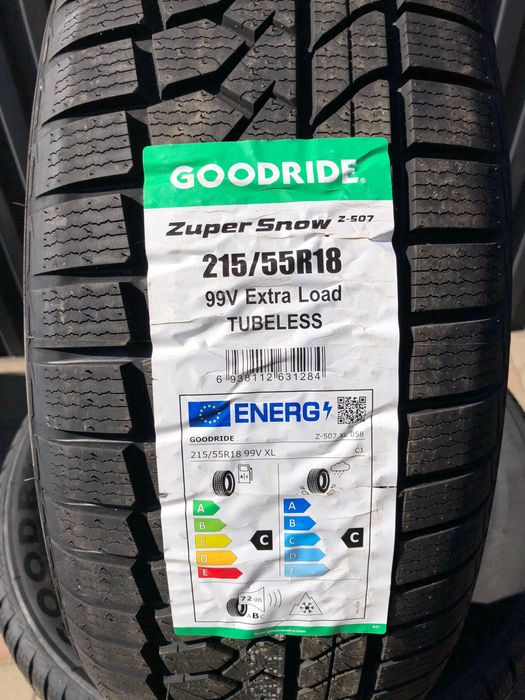 GOODRIDE®
Zuper Snow Z-507
215/55R18
99V Extra Load
TUBELESS
6 938112 631284
ENERG
GOODRIDE Z-507 XL 058
215/55R18 99V XL C1
A A
B B
C C C C
D D
E E
72 dB
ABC